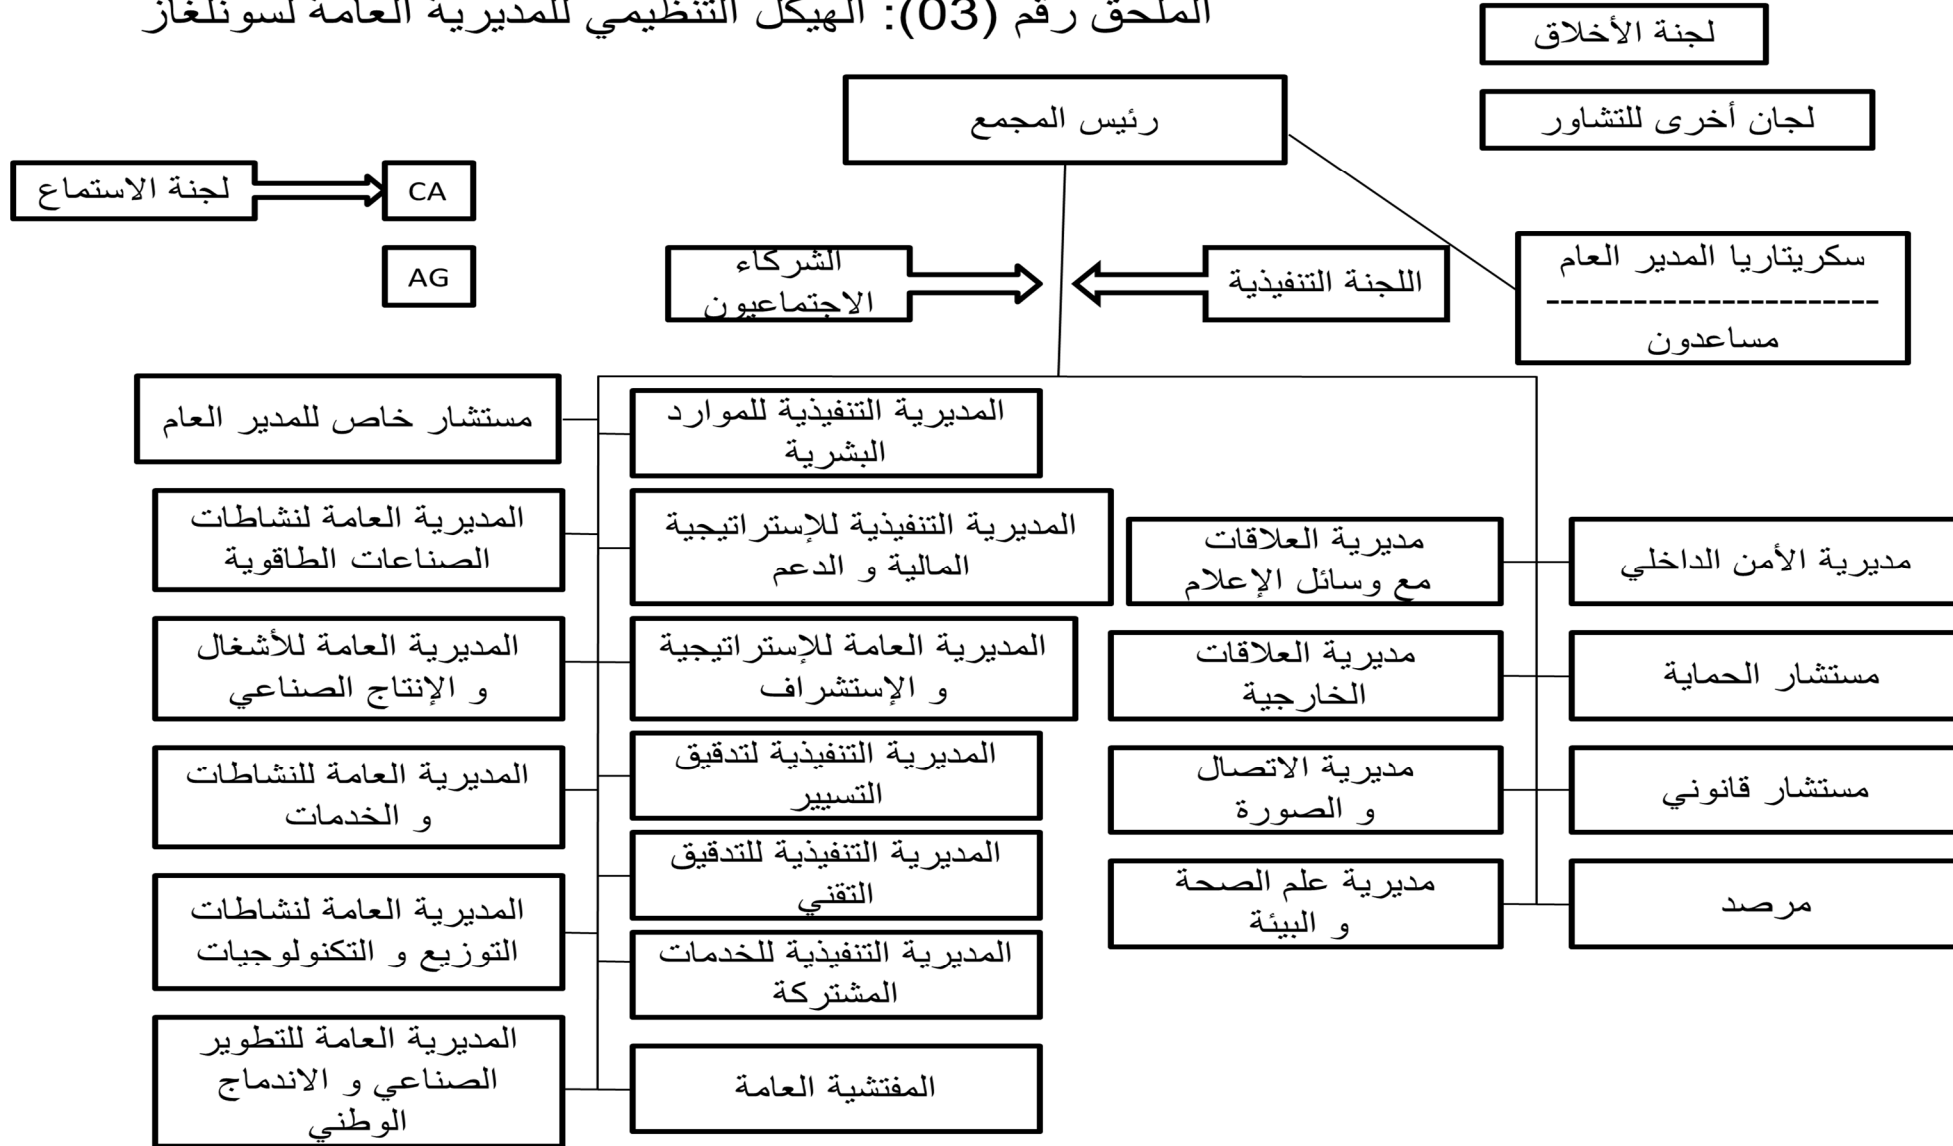 الملحق رقم (03): الهيكل التنظيمي للمديرية العامة لسونلغاز
لجنة الأخلاق
لجان أخرى للتشاور
رئيس المجمع
لجنة الاستماع
CA
AG
الشركاء
الاجتماعيون
اللجنة التنفيذية
سكريتاريا المدير العام
-----------------------
مساعدون
مستشار خاص للمدير العام
المديرية التنفيذية للموارد
البشرية
المديرية العامة لنشاطات
الصناعات الطاقوية
المديرية التنفيذية للإستراتيجية
المالية و الدعم
مديرية العلاقات
مع وسائل الإعلام
مديرية الأمن الداخلي
المديرية العامة للأشغال
و الإنتاج الصناعي
المديرية العامة للإستراتيجية
و الإستشراف
مديرية العلاقات
الخارجية
مستشار الحماية
المديرية العامة للنشاطات
و الخدمات
المديرية التنفيذية لتدقيق
التسيير
مديرية الاتصال
و الصورة
مستشار قانوني
المديرية التنفيذية للتدقيق
التقني
المديرية العامة لنشاطات
التوزيع و التكنولوجيات
مديرية علم الصحة
و البيئة
مرصد
المديرية التنفيذية للخدمات
المشتركة
المديرية العامة للتطوير
الصناعي و الاندماج
الوطني
المفتشية العامة